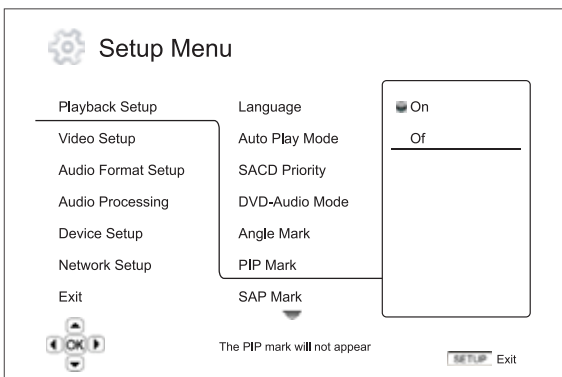 Setup Menu
Playback Setup
Video Setup
Audio Format Setup
Audio Processing
Device Setup
Network Setup
Exit
Language
Auto Play Mode
SACD Priority
DVD-Audio Mode
Angle Mark
PIP Mark
SAP Mark
On
Of
OK
The PIP mark will not appear
SETUP Exit